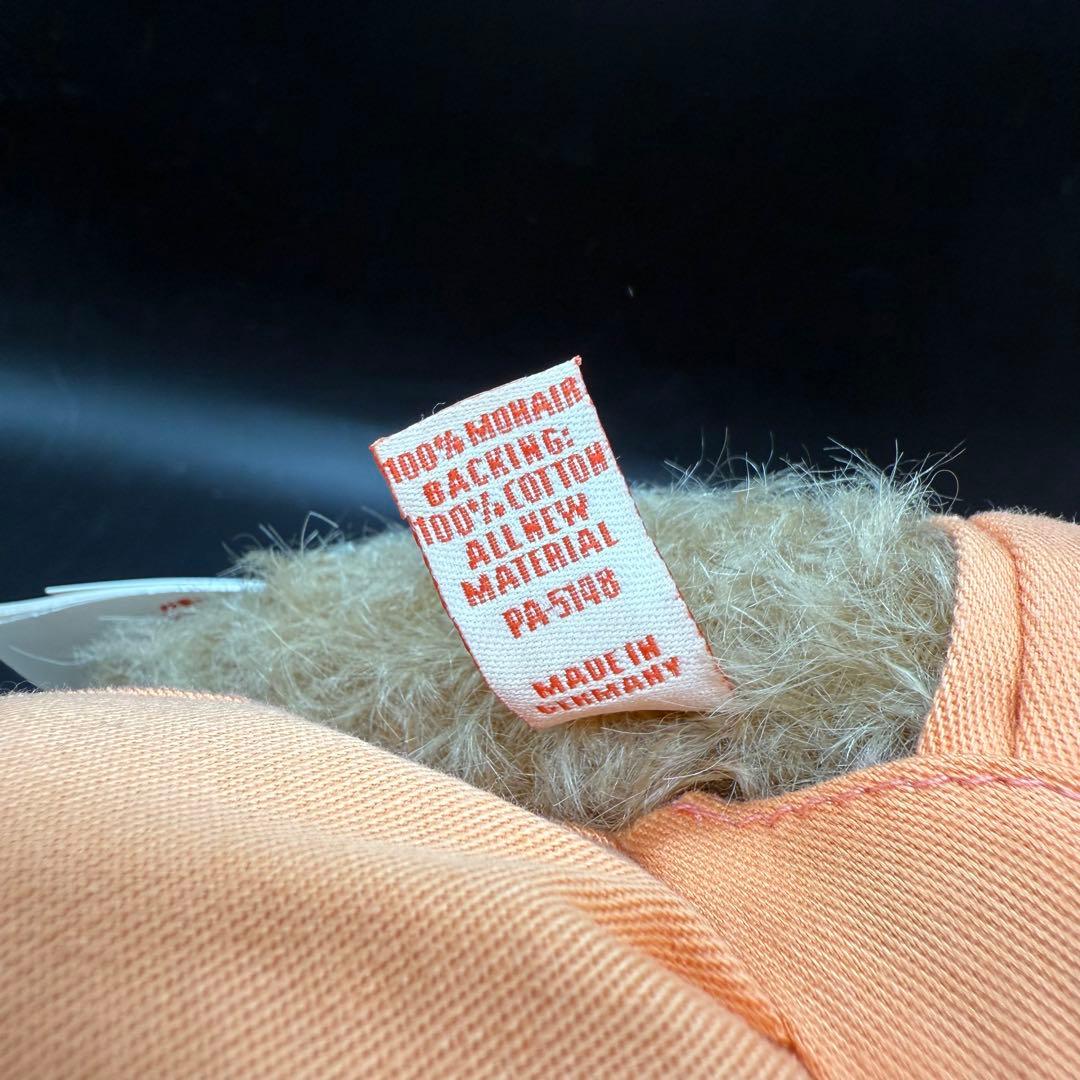 100% MOHAIR
BACKING:
100% COTTON
ALL NEW
MATERIAL
PA-5148
MADE IN
GERMANY